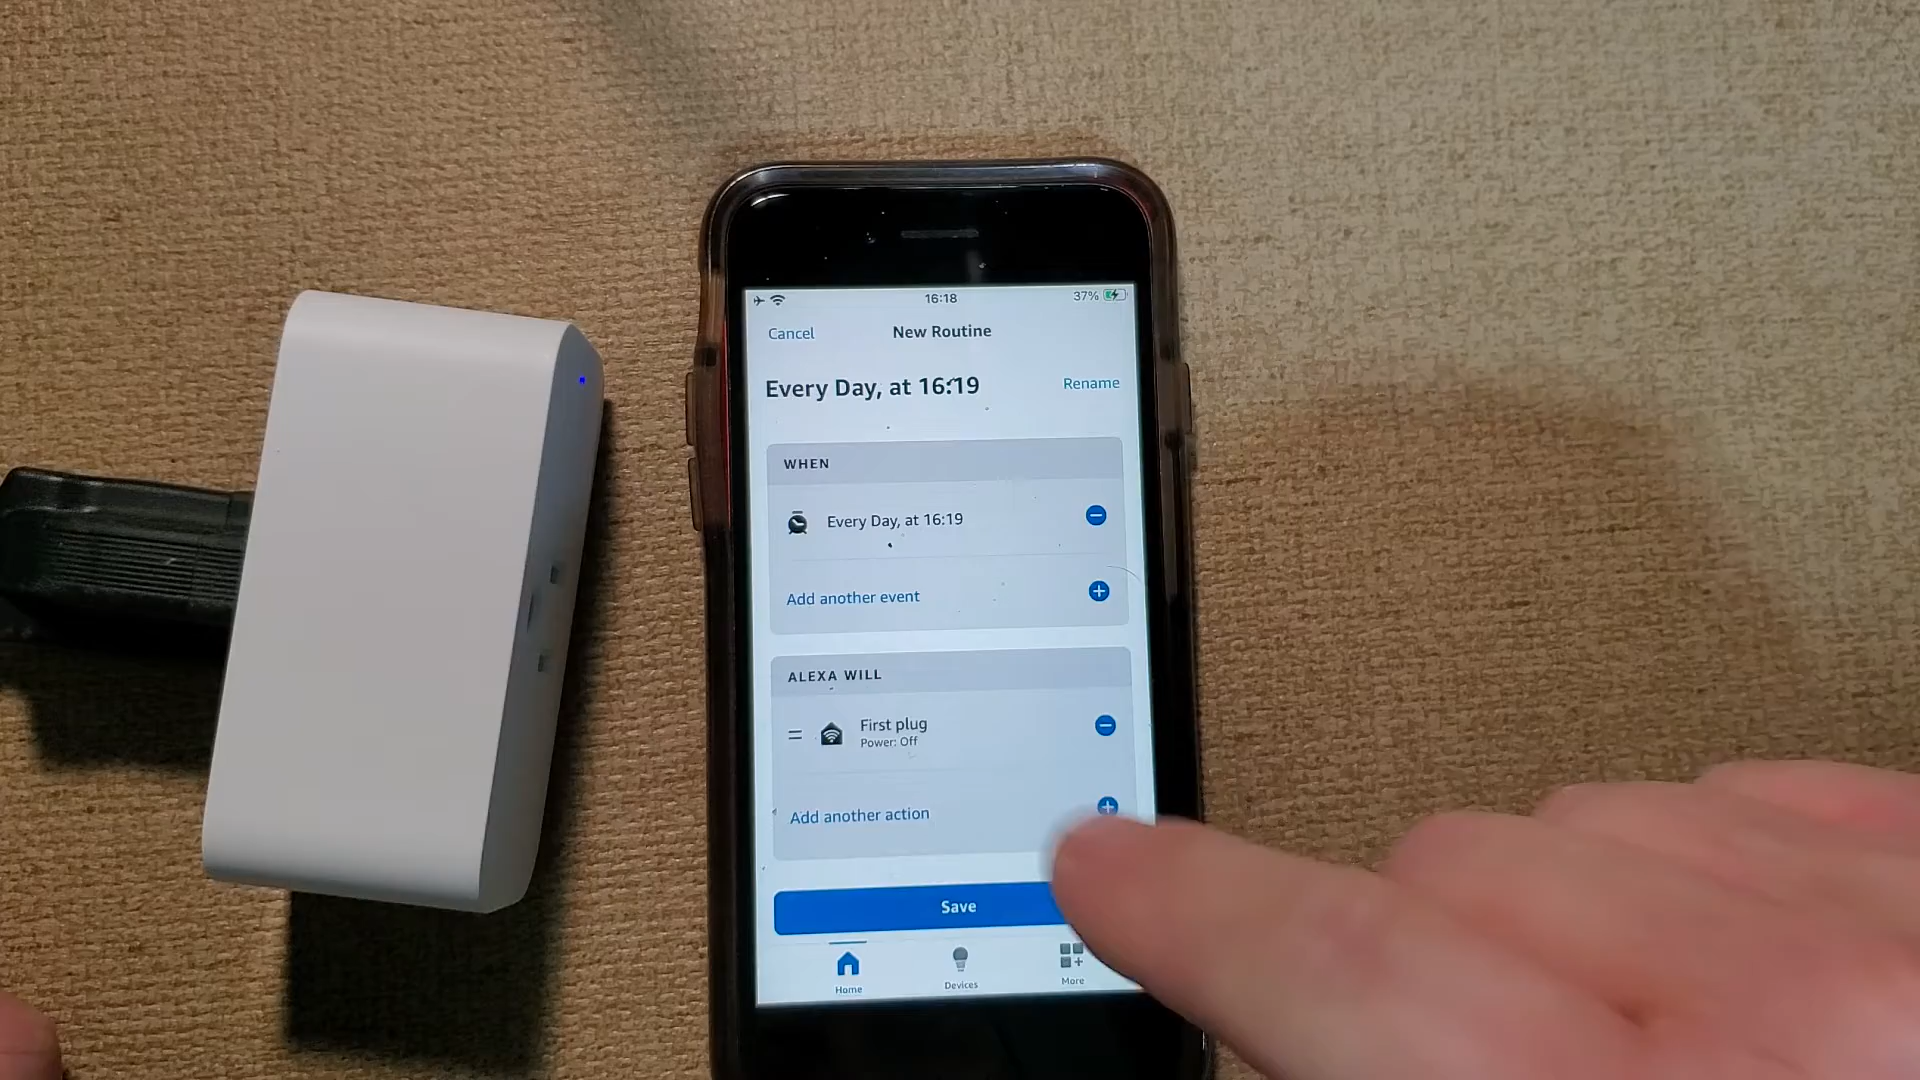 16:18
37%
Cancel
New Routine
Every Day, at 16:19
Rename
WHEN
Every Day, at 16:19
Add another event
ALEXA WILL
First plug
Power: Off
Add another action
Save
Home
Devices
More